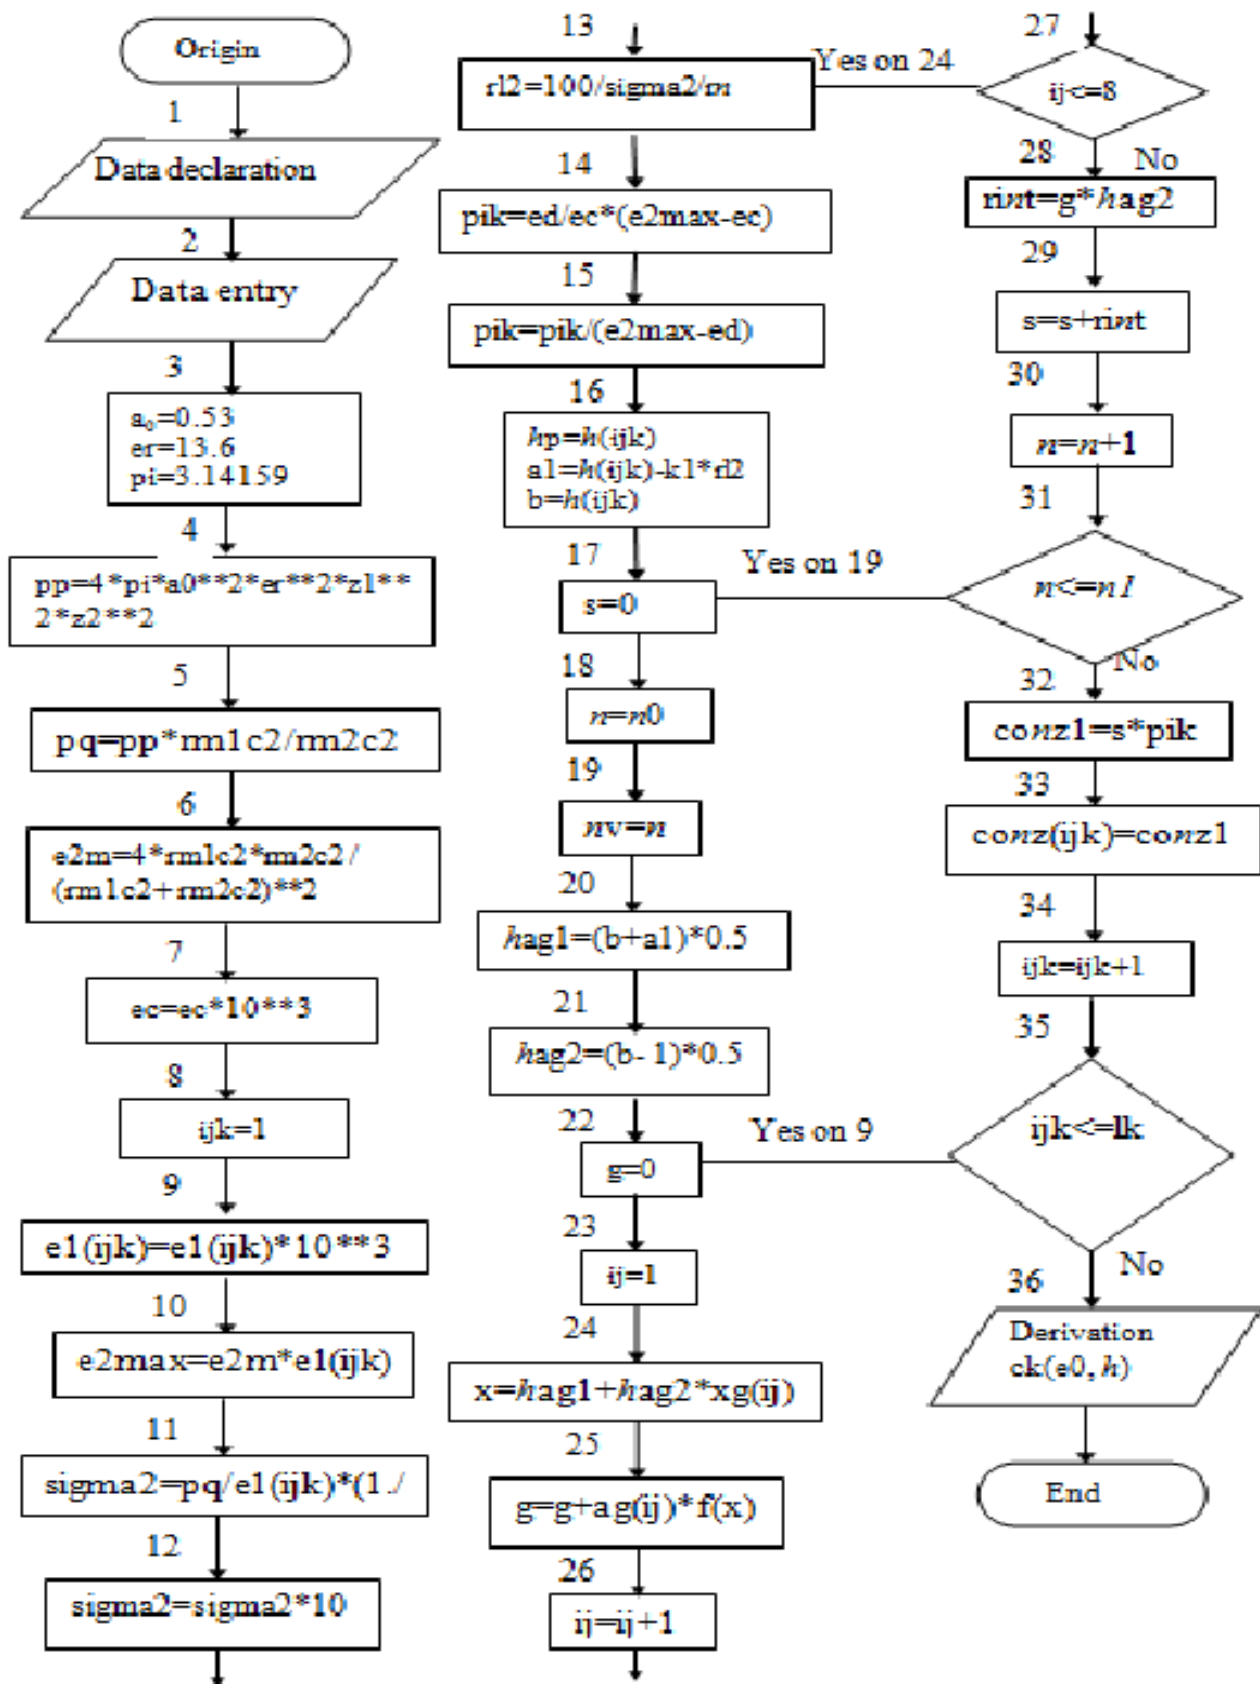 Origin
1
Data declaration
2
Data entry
3
a₀=0.53
er=13.6
pi=3.14159
4
pp=4*pi*a0**2*er**2*z1**
2*z2**2
5
pq=pp*rm1c2/rm2c2
6
e2m=4*rm1c2*rm2c2/
(rm1c2+rm2c2)**2
7
ec=ec*10**3
8
ijk=1
9
e1(ijk)=e1(ijk)*10**3
10
e2max=e2m*e1(ijk)
11
sigma2=pq/e1(ijk)*(1./
12
sigma2=sigma2*10
13
rl2=100/sigma2/m
14
pik=ed/ec*(e2max-ec)
15
pik=pik/(e2max-ed)
16
hp=h(ijk)
a1=h(ijk)-k1*rl2
b=h(ijk)
17
s=0
18
n=n0
19
nv=n
20
hag1=(b+a1)*0.5
21
hag2=(b-1)*0.5
22
g=0
23
ij=1
24
x=hag1+hag2*xg(ij)
25
g=g+ag(ij)*f(x)
26
ij=ij+1
27
Yes on 24
ij<=8
28 No
rint=g*hag2
29
s=s+rint
30
n=n+1
31
Yes on 19
n<=n1
No
32
conz1=s*pik
33
conz(ijk)=conz1
34
ijk=ijk+1
35
Yes on 9
ijk<=lk
No
36
Derivation
ck(e0,h)
End